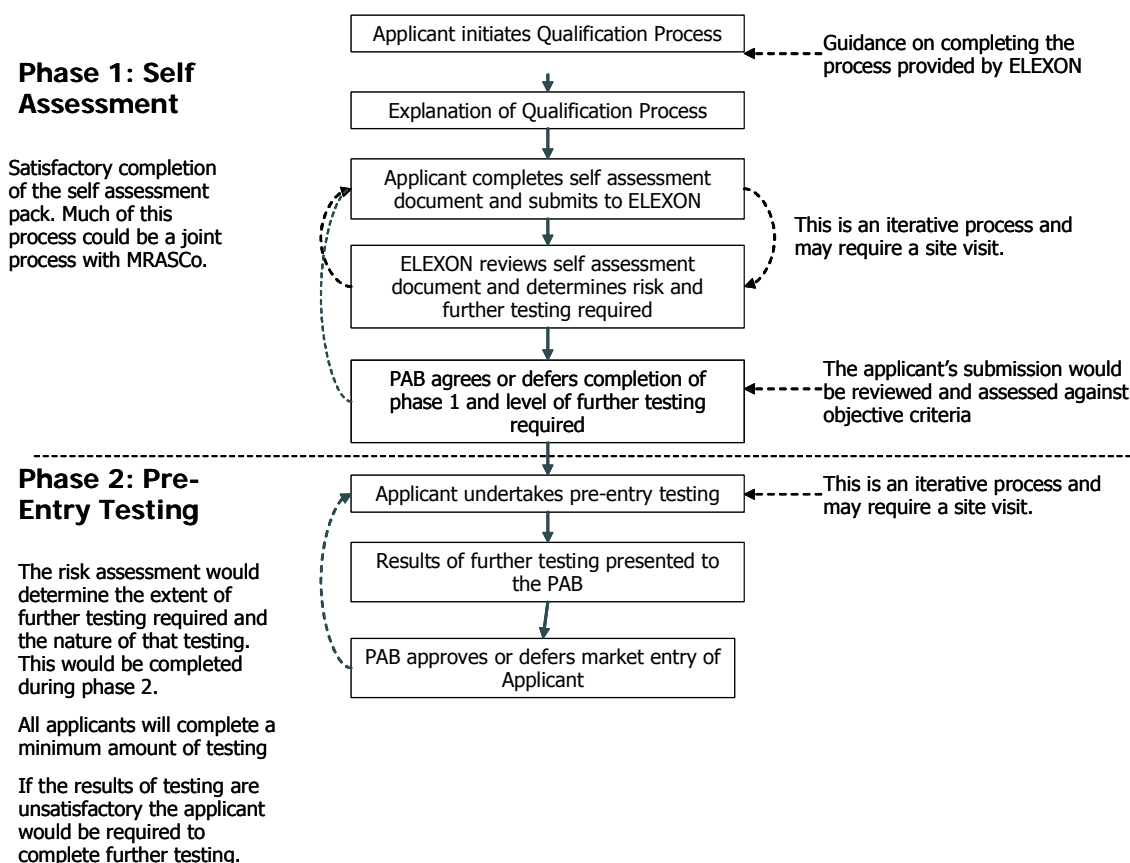 Applicant initiates Qualification Process
Guidance on completing the
process provided by ELEXON
Phase 1: Self
Assessment
Explanation of Qualification Process
Satisfactory completion
of the self assessment
pack. Much of this
process could be a joint
process with MRASCo.
Applicant completes self assessment
document and submits to ELEXON
This is an iterative process and
may require a site visit.
ELEXON reviews self assessment
document and determines risk and
further testing required
PAB agrees or defers completion of
phase 1 and level of further testing
required
The applicant’s submission would
be reviewed and assessed against
objective criteria
Phase 2: Pre-
Entry Testing
Applicant undertakes pre-entry testing
This is an iterative process and
may require a site visit.
Results of further testing presented to
the PAB
PAB approves or defers market entry of
Applicant
The risk assessment would
determine the extent of
further testing required and
the nature of that testing.
This would be completed
during phase 2.
All applicants will complete a
minimum amount of testing
If the results of testing are
unsatisfactory the applicant
would be required to
complete further testing.